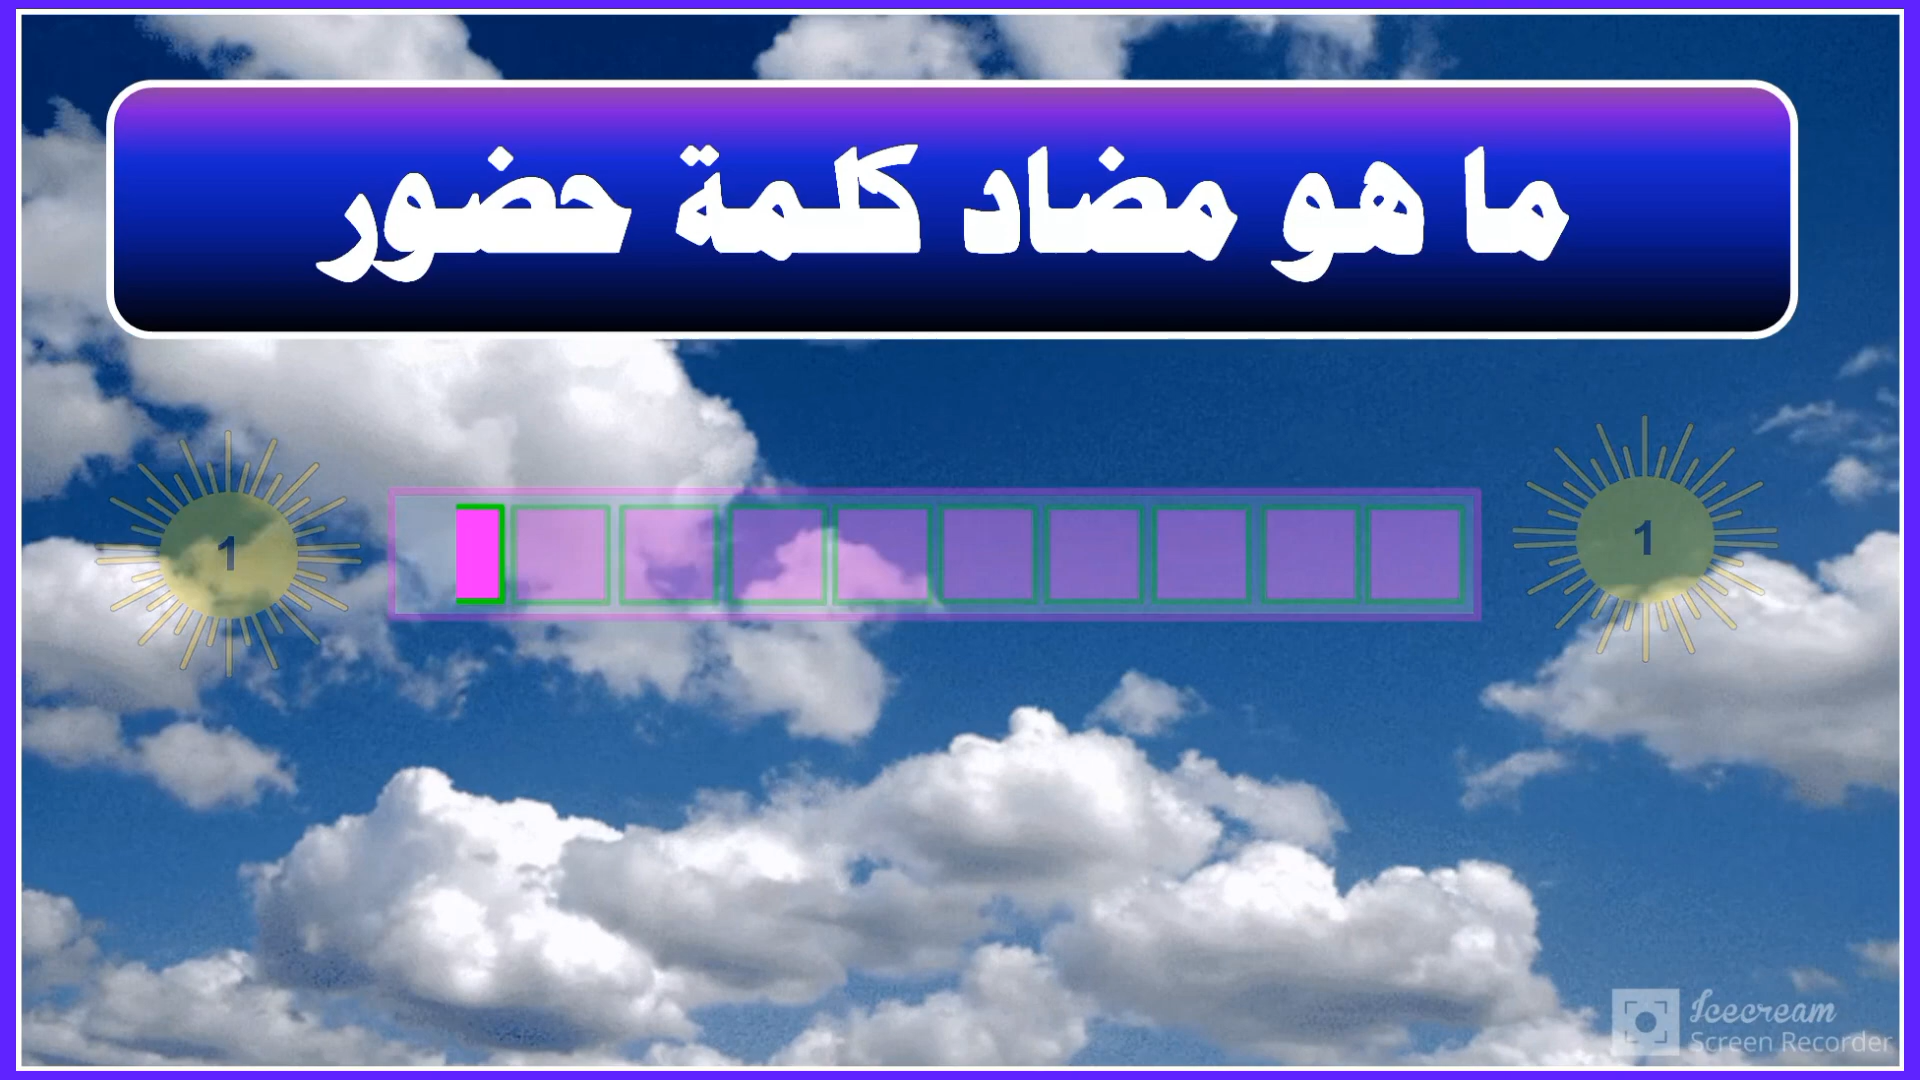 ما هو مضاد كلمة حضور
1
1
Icecream
Screen Recorder